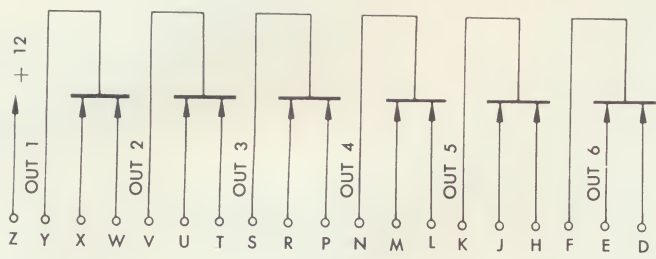 + 12
OUT 1
OUT 2
OUT 3
OUT 4
OUT 5
OUT 6
Z Y X W V U T S R P N M L K J H F E D